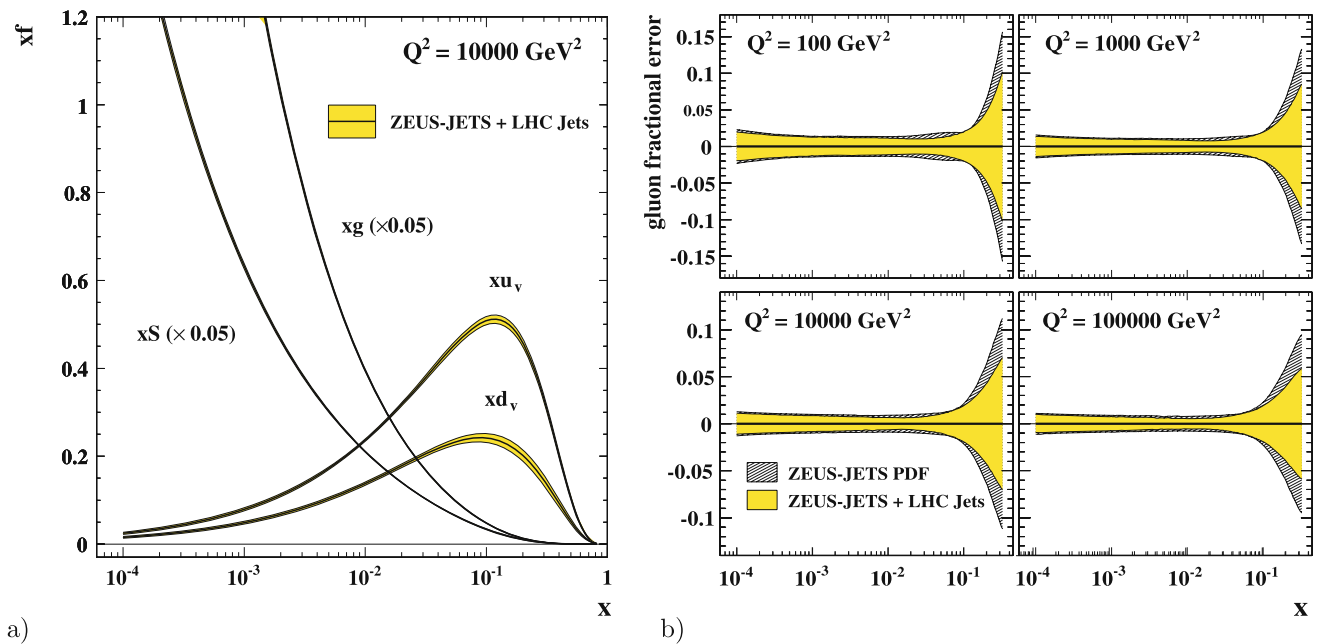 xf
1.2
1
0.8
0.6
0.4
0.2
0
Q² = 10000 GeV²
ZEUS-JETS + LHC Jets
xg (×0.05)
xu_v
xS (× 0.05)
xd_v
10⁻⁴ 10⁻³ 10⁻² 10⁻¹ 1
x
a)
gluon fractional error
0.15
0.1
0.05
0
-0.05
-0.1
-0.15
Q² = 100 GeV²
Q² = 1000 GeV²
0.1
0.05
0
-0.05
-0.1
Q² = 10000 GeV²
Q² = 100000 GeV²
ZEUS-JETS PDF
ZEUS-JETS + LHC Jets
10⁻⁴ 10⁻³ 10⁻² 10⁻¹ 10⁻⁴ 10⁻³ 10⁻² 10⁻¹
x
b)